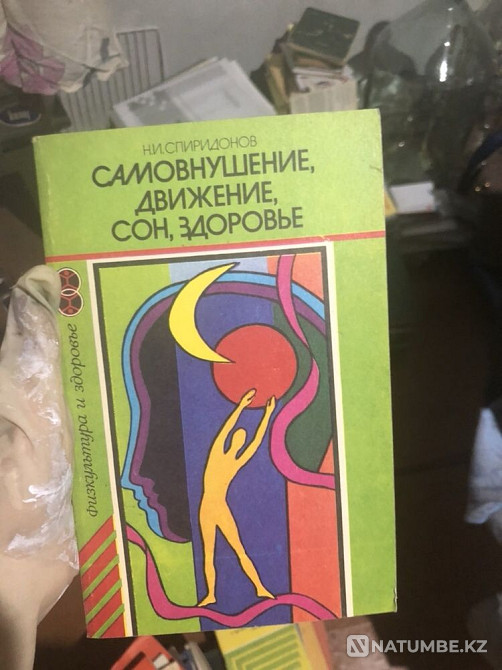 Н.И.СПИРИДОНОВ
САМОВНУШЕНИЕ,
ДВИЖЕНИЕ,
СОН, ЗДОРОВЬЕ
физкультура и здоровье
NATUMBE.KZ